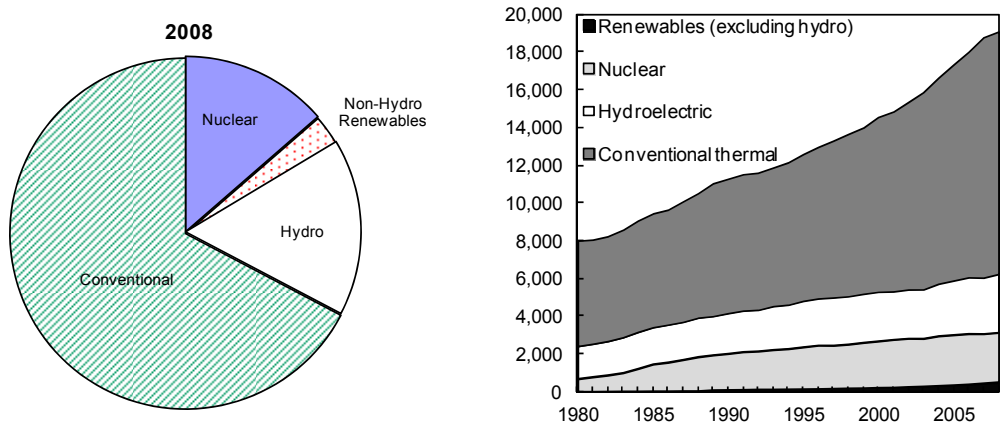 2008
Nuclear
Non-Hydro
Renewables
Hydro
Conventional
20,000
18,000
16,000
14,000
12,000
10,000
8,000
6,000
4,000
2,000
0
Renewables (excluding hydro)
Nuclear
Hydroelectric
Conventional thermal
1980 1985 1990 1995 2000 2005